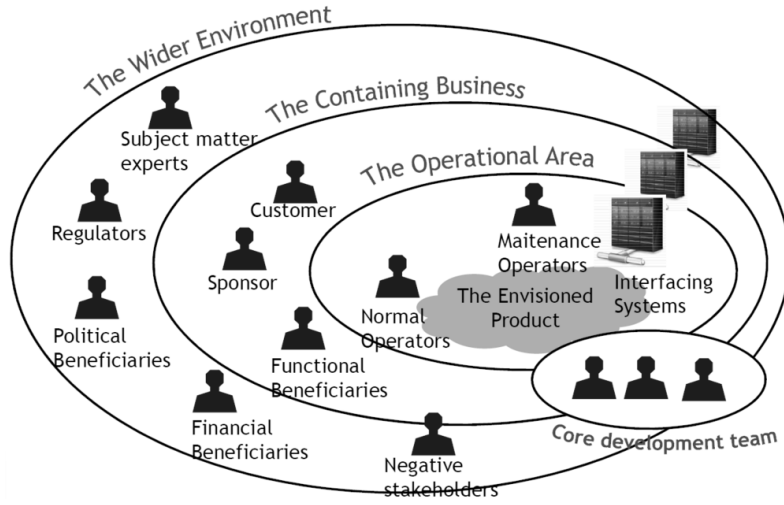 The Wider Environment
Subject matter
experts
Regulators
Political
Beneficiaries
Financial
Beneficiaries
Negative
stakeholders
The Containing Business
Customer
Sponsor
Functional
Beneficiaries
The Operational Area
Maitenance
Operators
Normal
Operators
The Envisioned
Product
Interfacing
Systems
Core development team